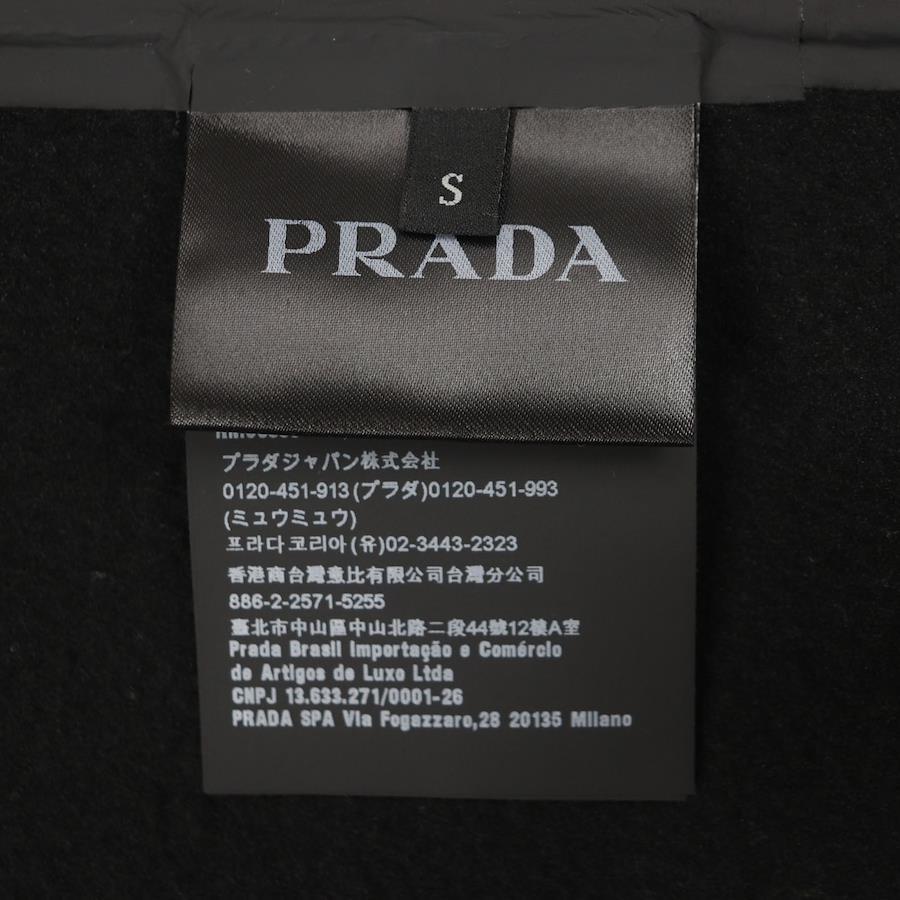 S
PRADA
プラダジャパン株式会社
0120-451-913(プラダ)0120-451-993
(ミュウミュウ)
프라다코리아(유)02-3443-2323
香港商台灣意比有限公司台灣分公司
886-2-2571-5255
臺北市中山區中山北路二段44號12樓A室
Prada Brasil Importação e Comércio
de Artigos de Luxo Ltda
CNPJ 13.633.271/0001-26
PRADA SPA Via Fogazzaro,28 20135 Milano